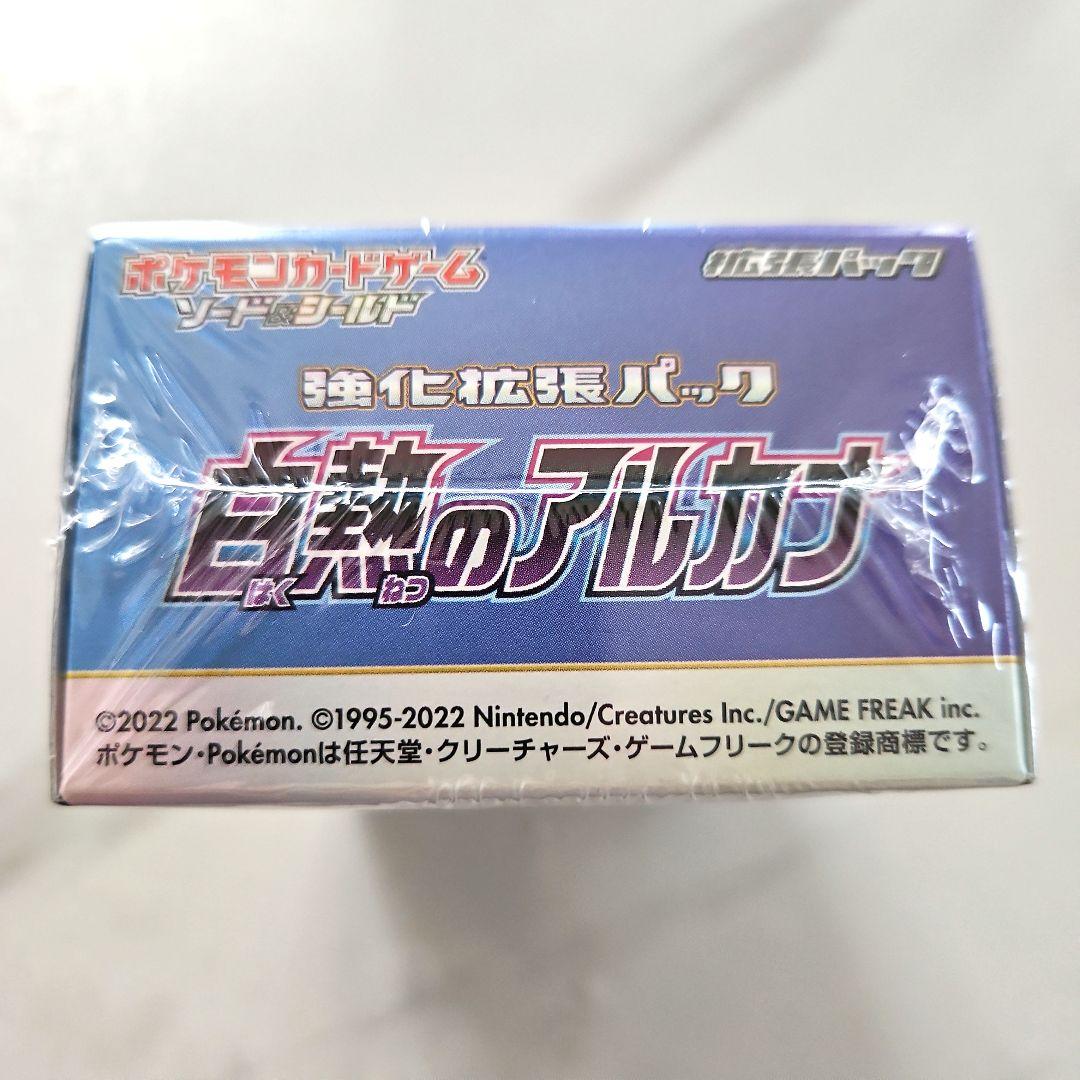 ポケモンカードゲーム
ソード&シールド
拡張パック
強化拡張パック
白熱のアルカナ
はく ねつ
©2022 Pokémon. ©1995-2022 Nintendo/Creatures Inc./GAME FREAK inc.
ポケモン・Pokémonは任天堂・クリーチャーズ・ゲームフリークの登録商標です。